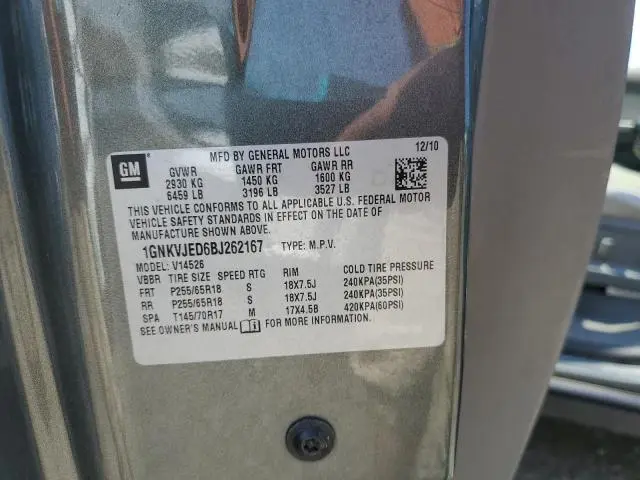 MFD BY GENERAL MOTORS LLC 12/10
GM GVWR GAWR FRT GAWR RR
2930 KG 1450 KG 1600 KG
6459 LB 3196 LB 3527 LB
THIS VEHICLE CONFORMS TO ALL APPLICABLE U.S. FEDERAL MOTOR
VEHICLE SAFETY STANDARDS IN EFFECT ON THE DATE OF
MANUFACTURE SHOWN ABOVE.
1GNKVJED6BJ262167 TYPE: M.P.V.
MODEL: V14526
VBBR TIRE SIZE SPEED RTG RIM COLD TIRE PRESSURE
FRT P255/65R18 S 18X7.5J 240KPA(35PSI)
RR P255/65R18 S 18X7.5J 240KPA(35PSI)
SPA T145/70R17 M 17X4.5B 420KPA(60PSI)
SEE OWNER'S MANUAL i FOR MORE INFORMATION.